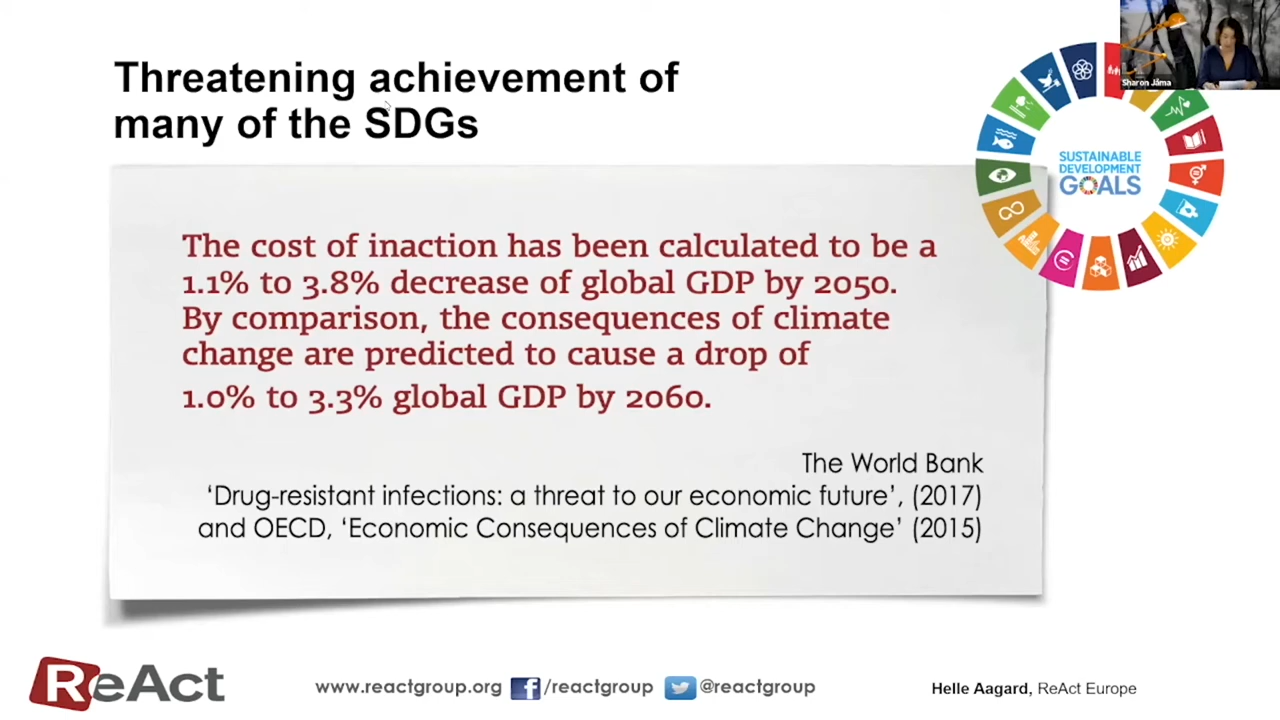 Sharon Jåma
Threatening achievement of
many of the SDGs
SUSTAINABLE
DEVELOPMENT
GOALS
The cost of inaction has been calculated to be a
1.1% to 3.8% decrease of global GDP by 2050.
By comparison, the consequences of climate
change are predicted to cause a drop of
1.0% to 3.3% global GDP by 2060.
The World Bank
‘Drug-resistant infections: a threat to our economic future’, (2017)
and OECD, ‘Economic Consequences of Climate Change’ (2015)
ReAct
www.reactgroup.org f/reactgroup @reactgroup
Helle Aagard, ReAct Europe